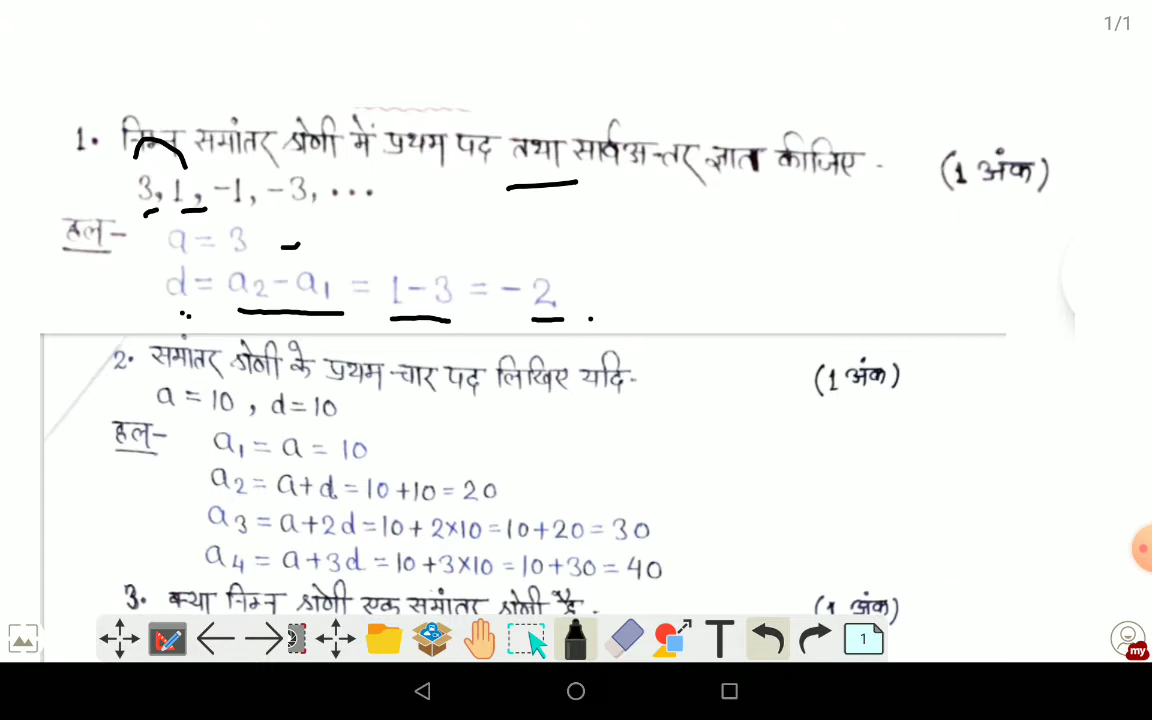 1/1
1. निम्न समांतर श्रेणी में प्रथम पद तथा सार्वअन्तर ज्ञात कीजिए - (1 अंक)
3, 1, -1, -3, ...
हल- a = 3
d = a₂ - a₁ = 1 - 3 = - 2
2. समांतर श्रेणी के प्रथम चार पद लिखिए यदि- (1 अंक)
a = 10 , d = 10
हल- a₁ = a = 10
a₂ = a + d = 10 + 10 = 20
a₃ = a + 2d = 10 + 2×10 = 10 + 20 = 30
a₄ = a + 3d = 10 + 3×10 = 10 + 30 = 40
3. क्या निम्न श्रेणी एक समांतर श्रेणी है - (1 अंक)
T 1 my